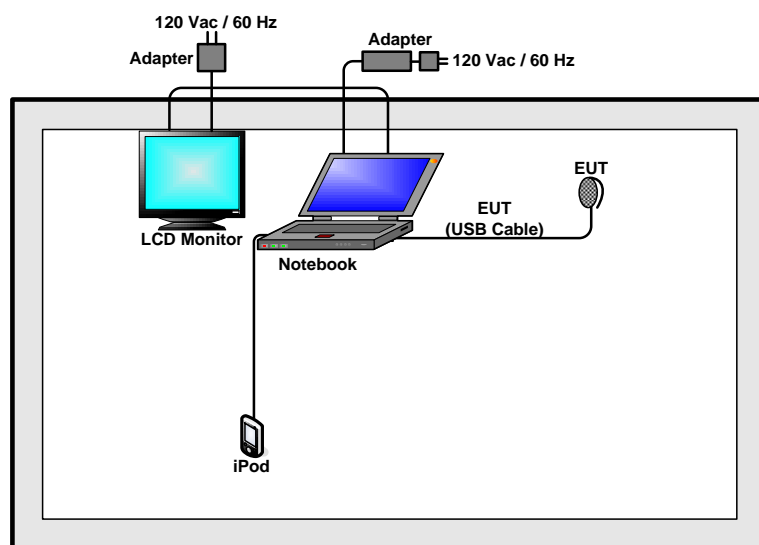 120 Vac / 60 Hz
Adapter
Adapter
120 Vac / 60 Hz
EUT
EUT
(USB Cable)
LCD Monitor
Notebook
iPod